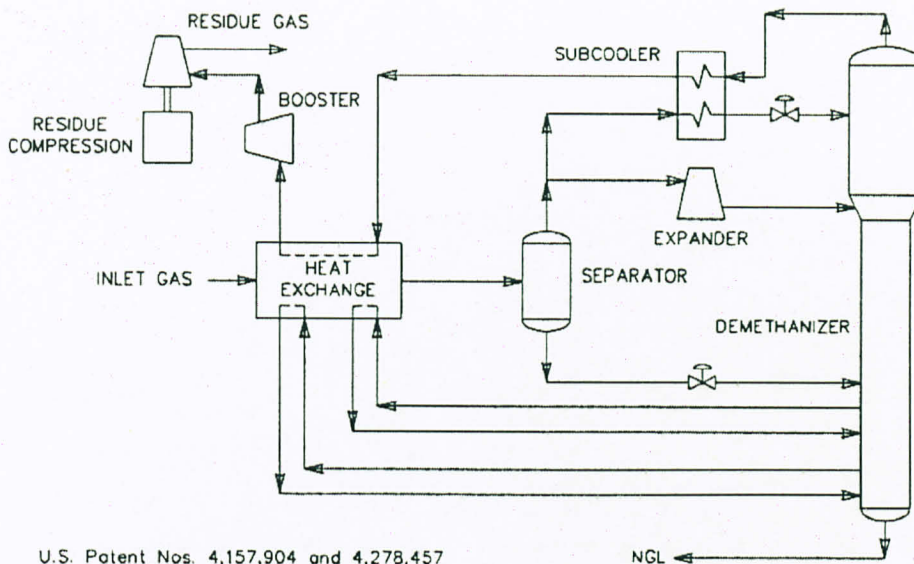 RESIDUE GAS
SUBCOOLER
BOOSTER
RESIDUE
COMPRESSION
EXPANDER
INLET GAS
HEAT
EXCHANGE
SEPARATOR
DEMETHANIZER
U.S. Patent Nos. 4,157,904 and 4,278,457
NGL